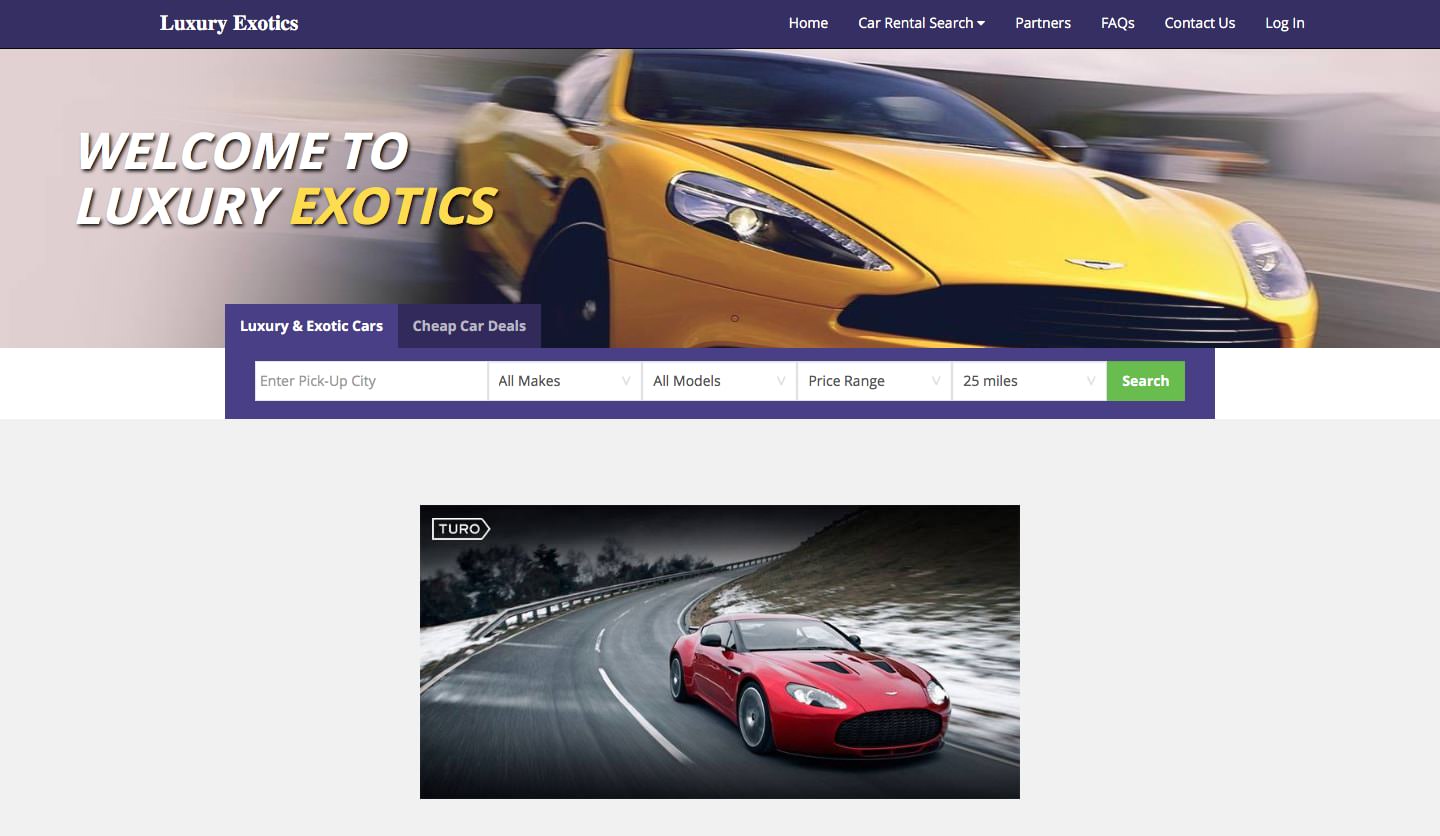 Luxury Exotics
Home Car Rental Search Partners FAQs Contact Us Log In
WELCOME TO
LUXURY EXOTICS
Luxury & Exotic Cars Cheap Car Deals
Enter Pick-Up City All Makes All Models Price Range 25 miles Search
TURO